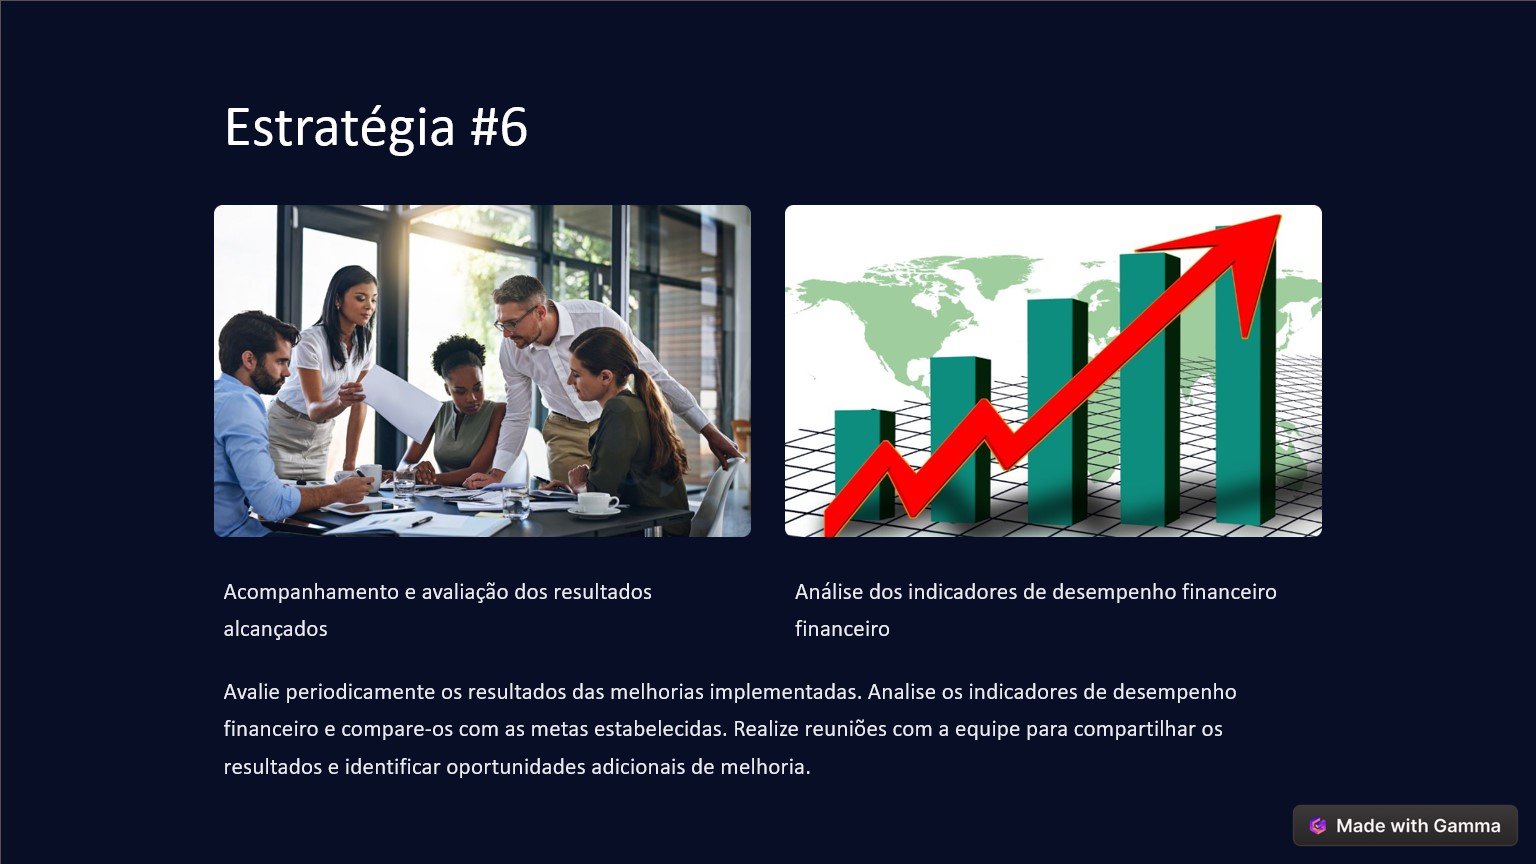 Estratégia #6
Acompanhamento e avaliação dos resultados
alcançados
Análise dos indicadores de desempenho financeiro
financeiro
Avalie periodicamente os resultados das melhorias implementadas. Analise os indicadores de desempenho
financeiro e compare-os com as metas estabelecidas. Realize reuniões com a equipe para compartilhar os
resultados e identificar oportunidades adicionais de melhoria.
Made with Gamma